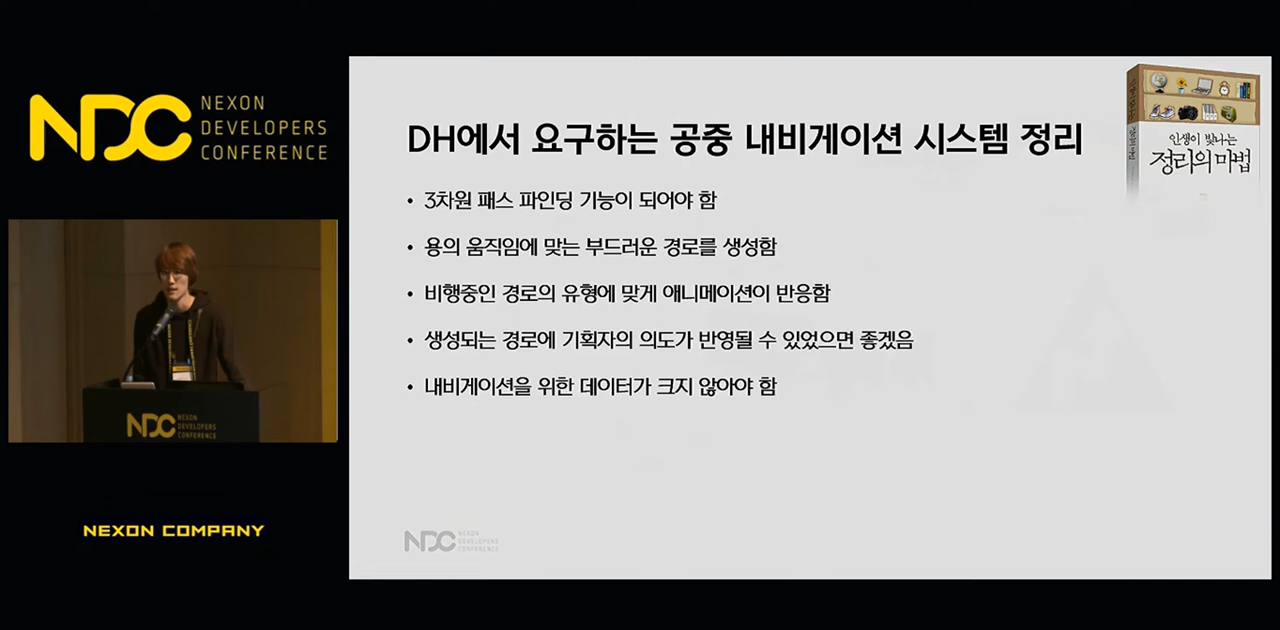 NDC
NEXON
DEVELOPERS
CONFERENCE
NDC
NEXON
DEVELOPERS
CONFERENCE
NEXON COMPANY
DH에서 요구하는 공중 내비게이션 시스템 정리
• 3차원 패스 파인딩 기능이 되어야 함
• 용의 움직임에 맞는 부드러운 경로를 생성함
• 비행중인 경로의 유형에 맞게 애니메이션이 반응함
• 생성되는 경로에 기획자의 의도가 반영될 수 있었으면 좋겠음
• 내비게이션을 위한 데이터가 크지 않아야 함
인생이 빛나는
정리의 마법
NDC
NEXON
DEVELOPERS
CONFERENCE